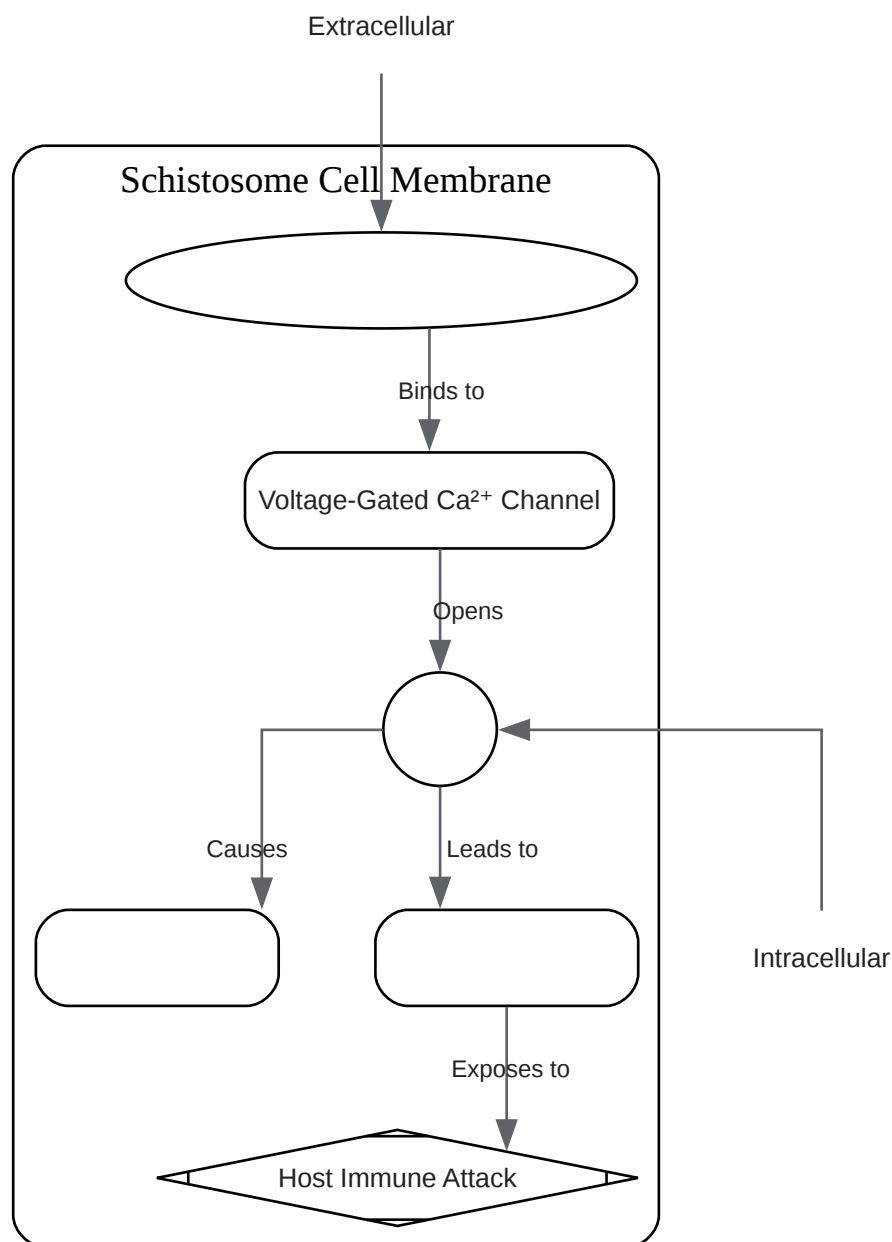 Extracellular
Schistosome Cell Membrane
Binds to
Voltage-Gated Ca²⁺ Channel
Opens
Causes
Leads to
Intracellular
Exposes to
Host Immune Attack